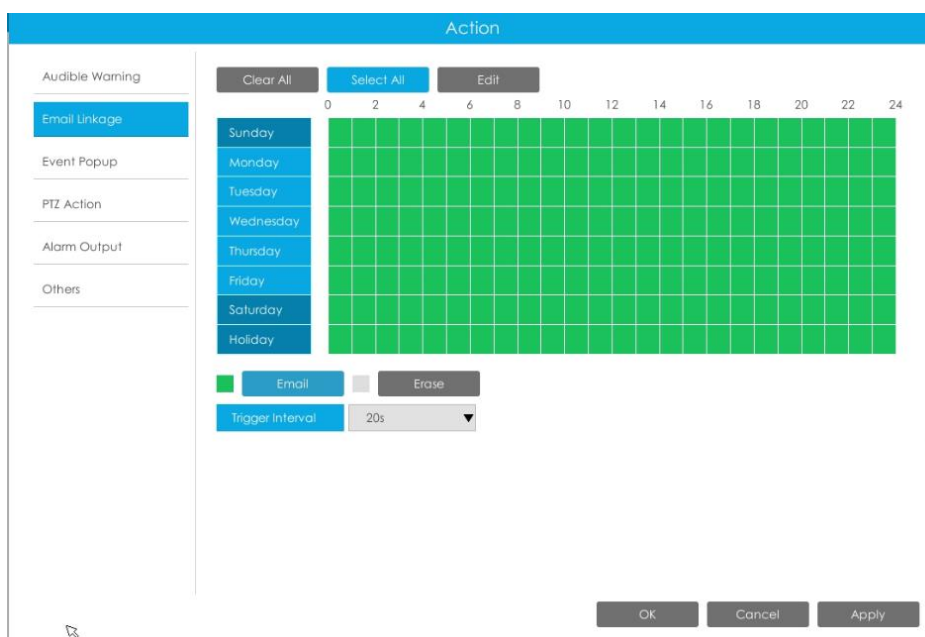 Action
Audible Warning
Email Linkage
Event Popup
PTZ Action
Alarm Output
Others
Clear All Select All Edit
0 2 4 6 8 10 12 14 16 18 20 22 24
Sunday
Monday
Tuesday
Wednesday
Thursday
Friday
Saturday
Holiday
Email Erase
Trigger Interval 20s
OK Cancel Apply